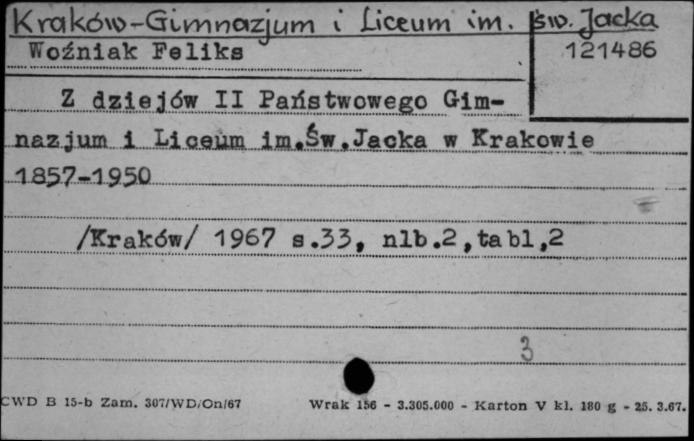 Kraków-Gimnazjum i Liceum im. św. Jacka
Woźniak Feliks
121486
Z dziejów II Państwowego Gim-
nazjum i Liceum im.Św.Jacka w Krakowie
1857-1950
/Kraków/ 1967 s.33, nlb.2,tabl,2
3
CWD B 15-b Zam. 307/WD/On/67 Wrak 156 - 3.305.000 - Karton V kl. 180 g - 25. 3.67.